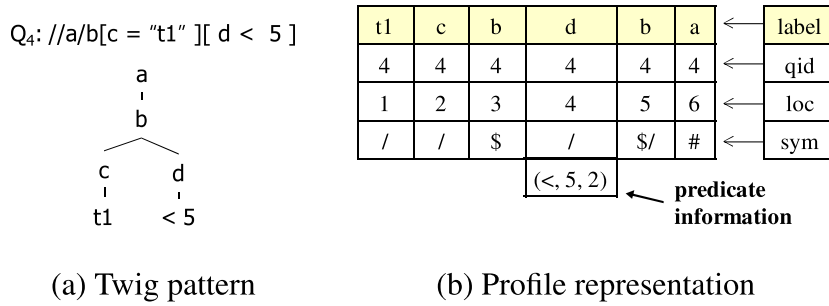 Q4: //a/b[c = "t1" ][ d < 5 ]
a
b
c d
t1 < 5
(a) Twig pattern
t1 c b d b a label
4 4 4 4 4 4 qid
1 2 3 4 5 6 loc
/ / $ / $/ # sym
(<, 5, 2)
predicate
information
(b) Profile representation